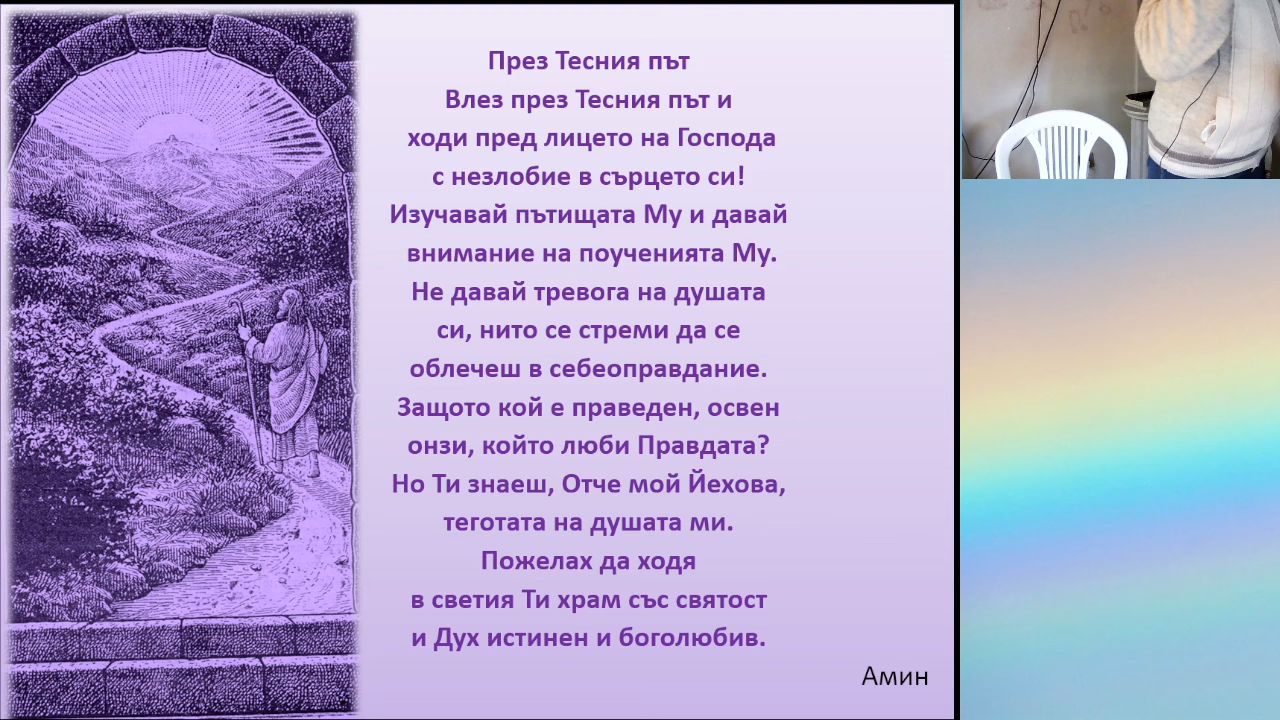 През Тесния път
Влез през Тесния път и
ходи пред лицето на Господа
с незлобие в сърцето си!
Изучавай пътищата Му и давай
внимание на поученията Му.
Не давай тревога на душата
си, нито се стреми да се
облечеш в себеоправдание.
Защото кой е праведен, освен
онзи, който люби Правдата?
Но Ти знаеш, Отче мой Йехова,
теготата на душата ми.
Пожелах да ходя
в светия Ти храм със святост
и Дух истинен и боголюбив.
Амин